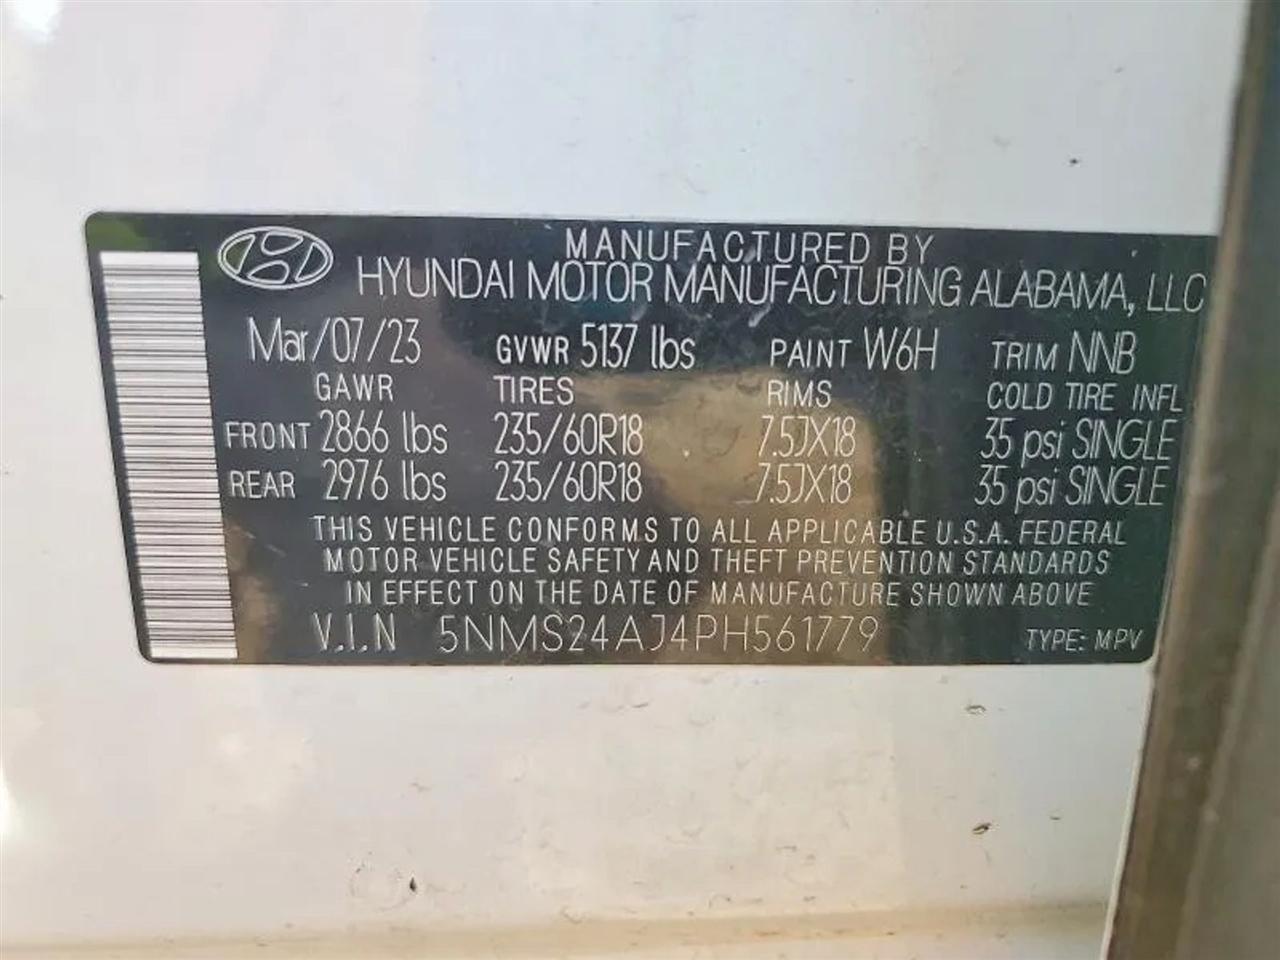 MANUFACTURED BY
HYUNDAI MOTOR MANUFACTURING ALABAMA, LLC
Mar/07/23 GVWR 5137 lbs PAINT W6H TRIM NNB
GAWR TIRES RIMS COLD TIRE INFL
FRONT 2866 lbs 235/60R18 7.5JX18 35 psi SINGLE
REAR 2976 lbs 235/60R18 7.5JX18 35 psi SINGLE
THIS VEHICLE CONFORMS TO ALL APPLICABLE U.S.A. FEDERAL
MOTOR VEHICLE SAFETY AND THEFT PREVENTION STANDARDS
IN EFFECT ON THE DATE OF MANUFACTURE SHOWN ABOVE
V.I.N 5NMS24AJ4PH561779 TYPE: MPV